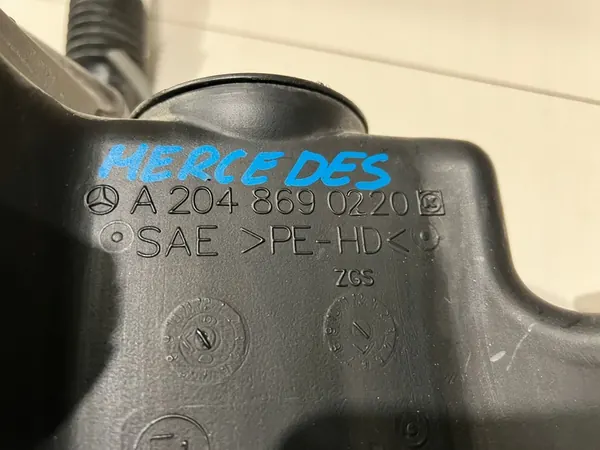 MERCEDES
A 204 869 0220
SAE >PE-HD<
ZGS